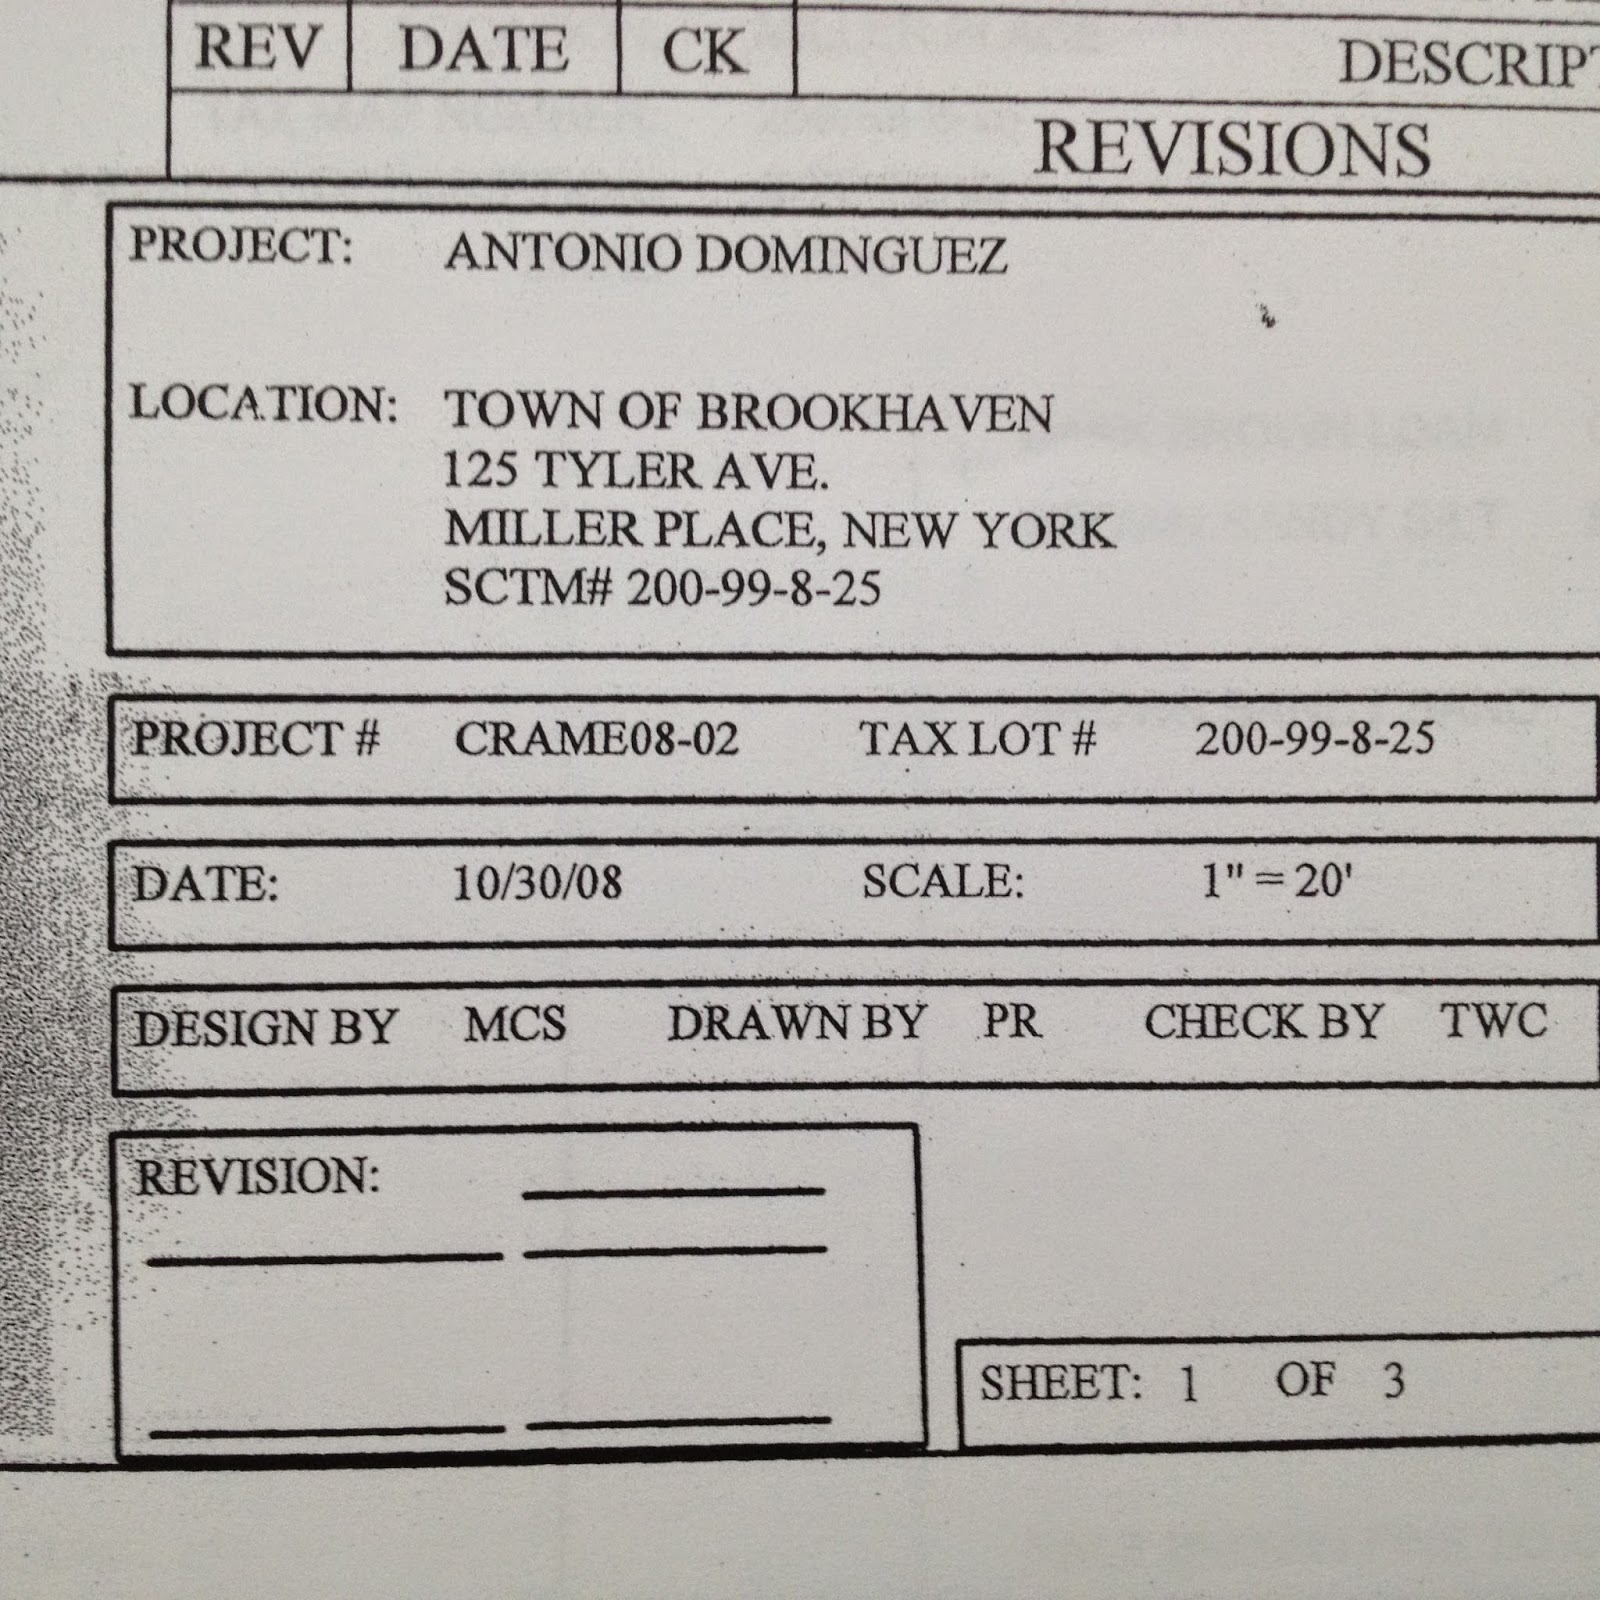 REV DATE CK
REVISIONS
PROJECT: ANTONIO DOMINGUEZ
LOCATION: TOWN OF BROOKHAVEN
125 TYLER AVE.
MILLER PLACE, NEW YORK
SCTM# 200-99-8-25
PROJECT # CRAME08-02 TAX LOT # 200-99-8-25
DATE: 10/30/08 SCALE: 1" = 20'
DESIGN BY MCS DRAWN BY PR CHECK BY TWC
REVISION:
SHEET: 1 OF 3